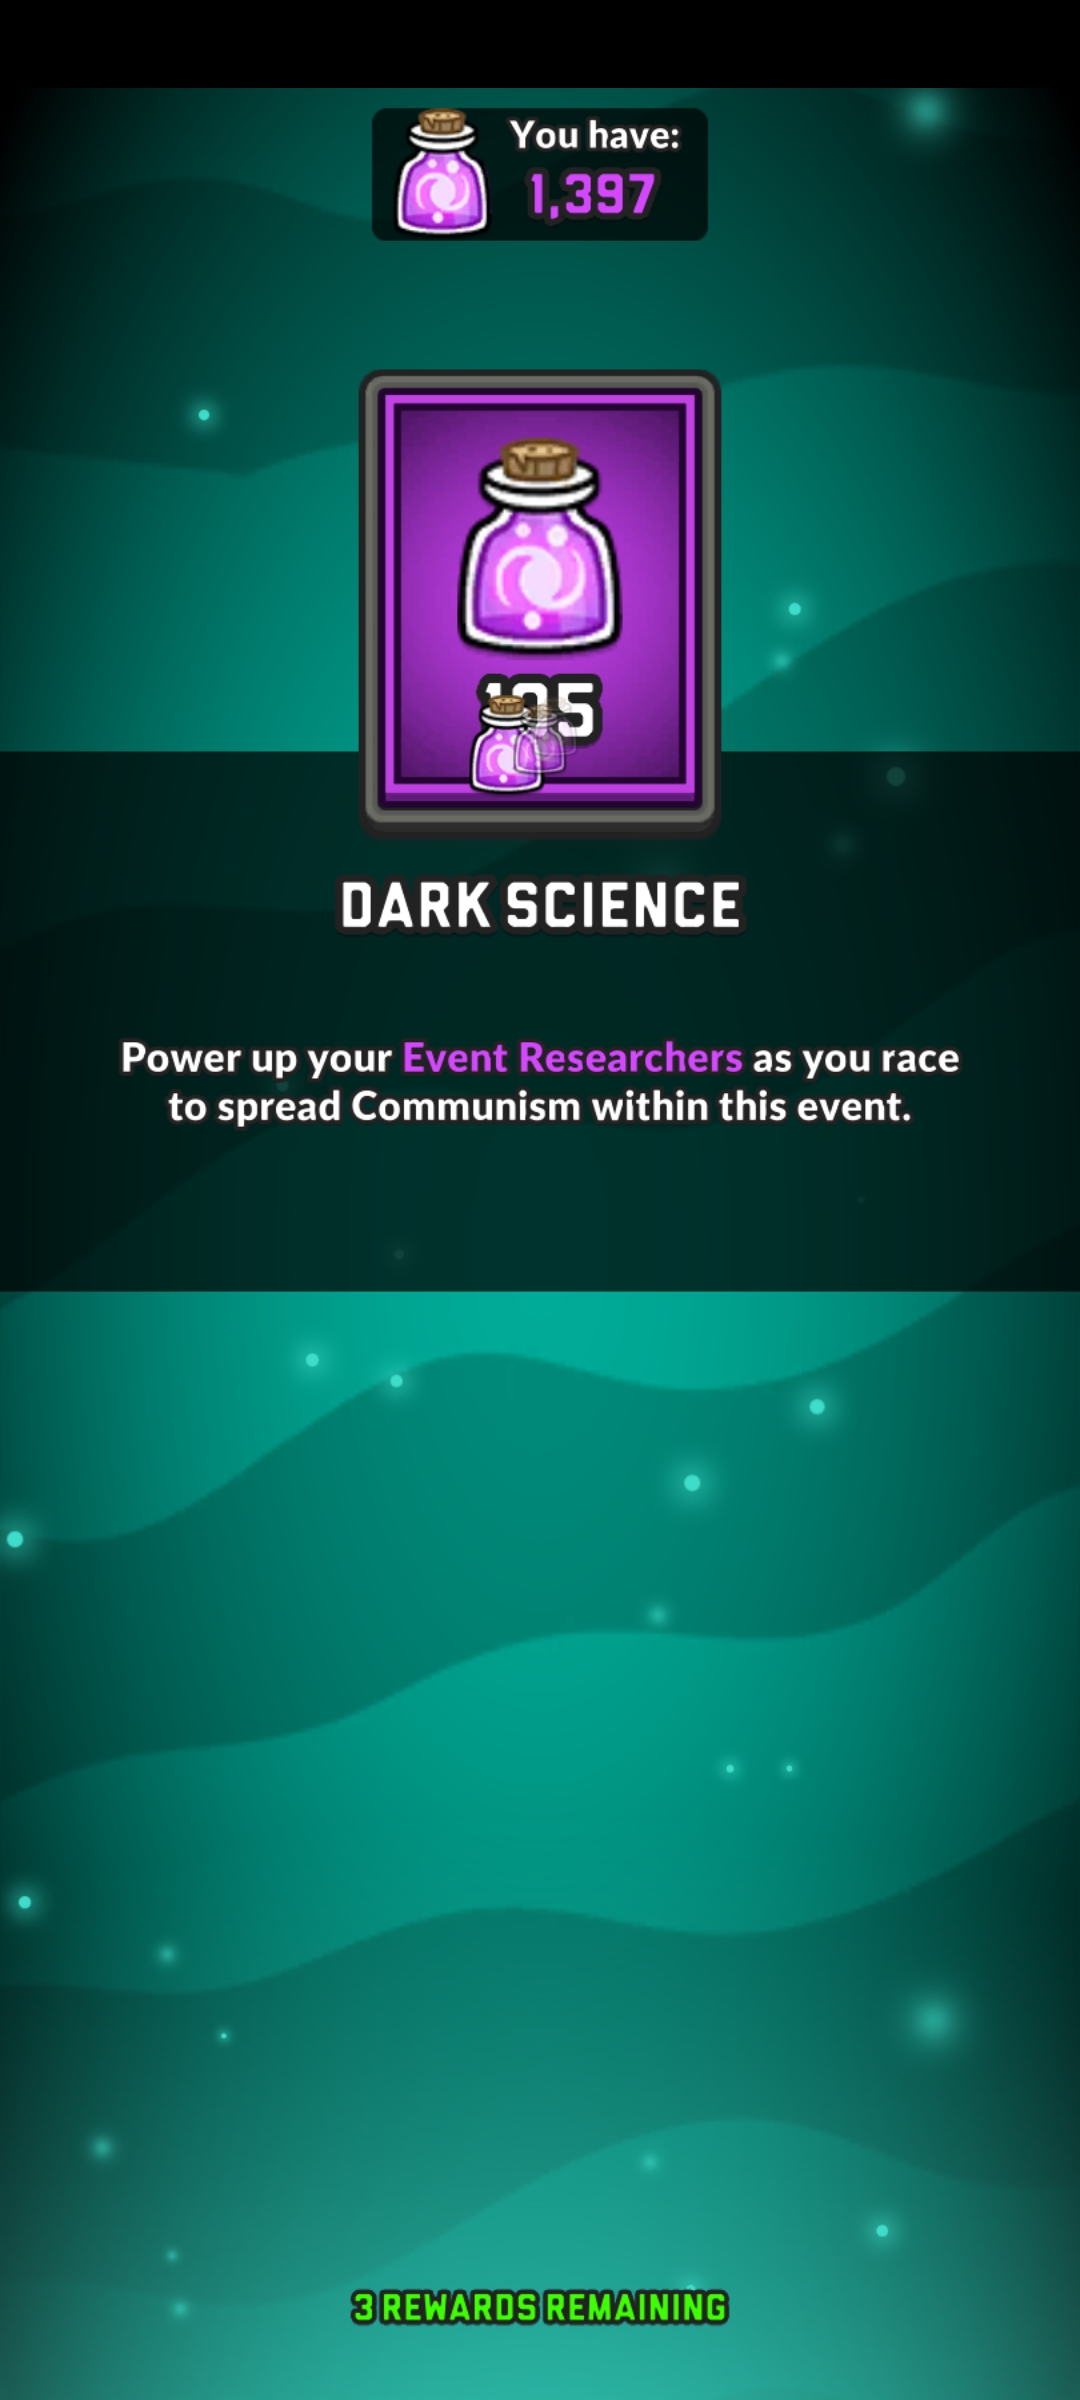 You have:
1,397
DARK SCIENCE
Power up your Event Researchers as you race
to spread Communism within this event.
3 REWARDS REMAINING